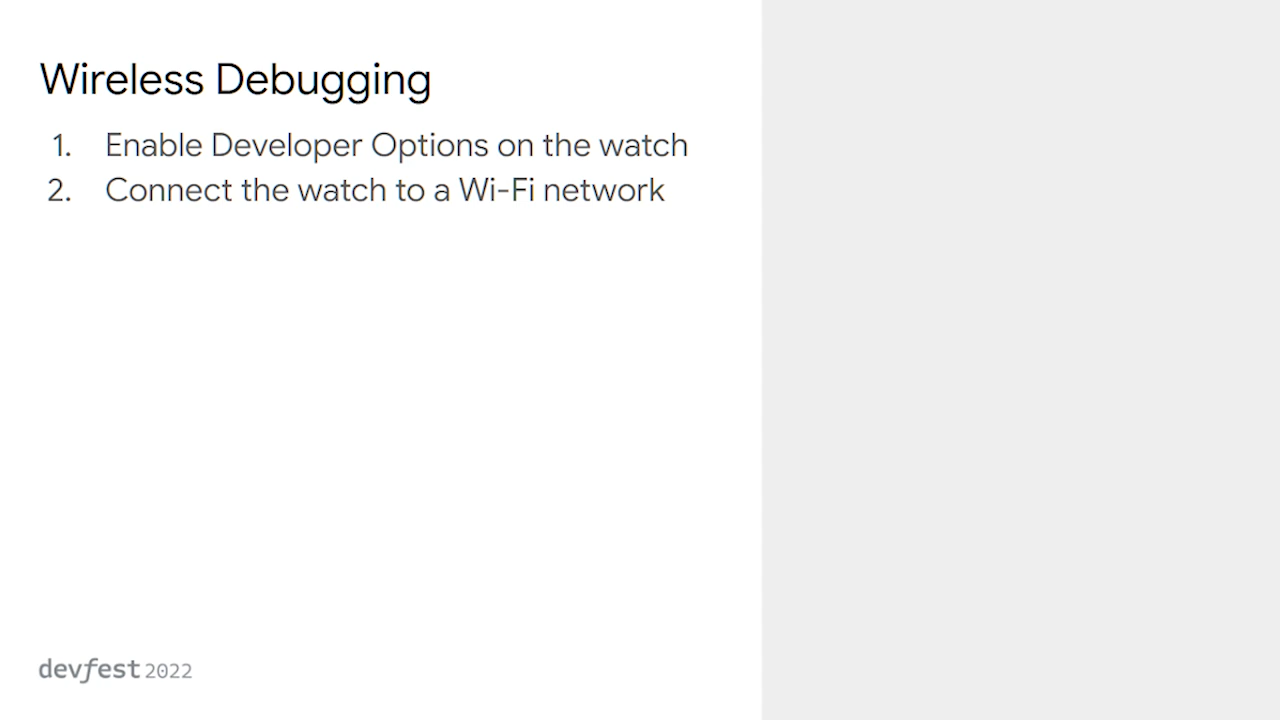 Wireless Debugging
1. Enable Developer Options on the watch
2. Connect the watch to a Wi-Fi network
devfest 2022